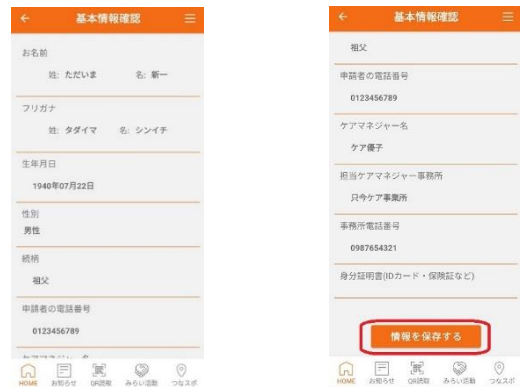 基本情報確認
お名前
姓: ただいま 名: 新一
フリガナ
姓: タダイマ 名: シンイチ
生年月日
1940年07月22日
性別
男性
続柄
祖父
申請者の電話番号
0123456789
ケアマネジャー名
HOME お知らせ QR読取 みらい活動 つなスポ
基本情報確認
祖父
申請者の電話番号
0123456789
ケアマネジャー名
ケア優子
担当ケアマネジャー事務所
只今ケア事業所
事務所電話番号
0987654321
身分証明書(IDカード・保険証など)
情報を保存する
HOME お知らせ QR読取 みらい活動 つなスポ